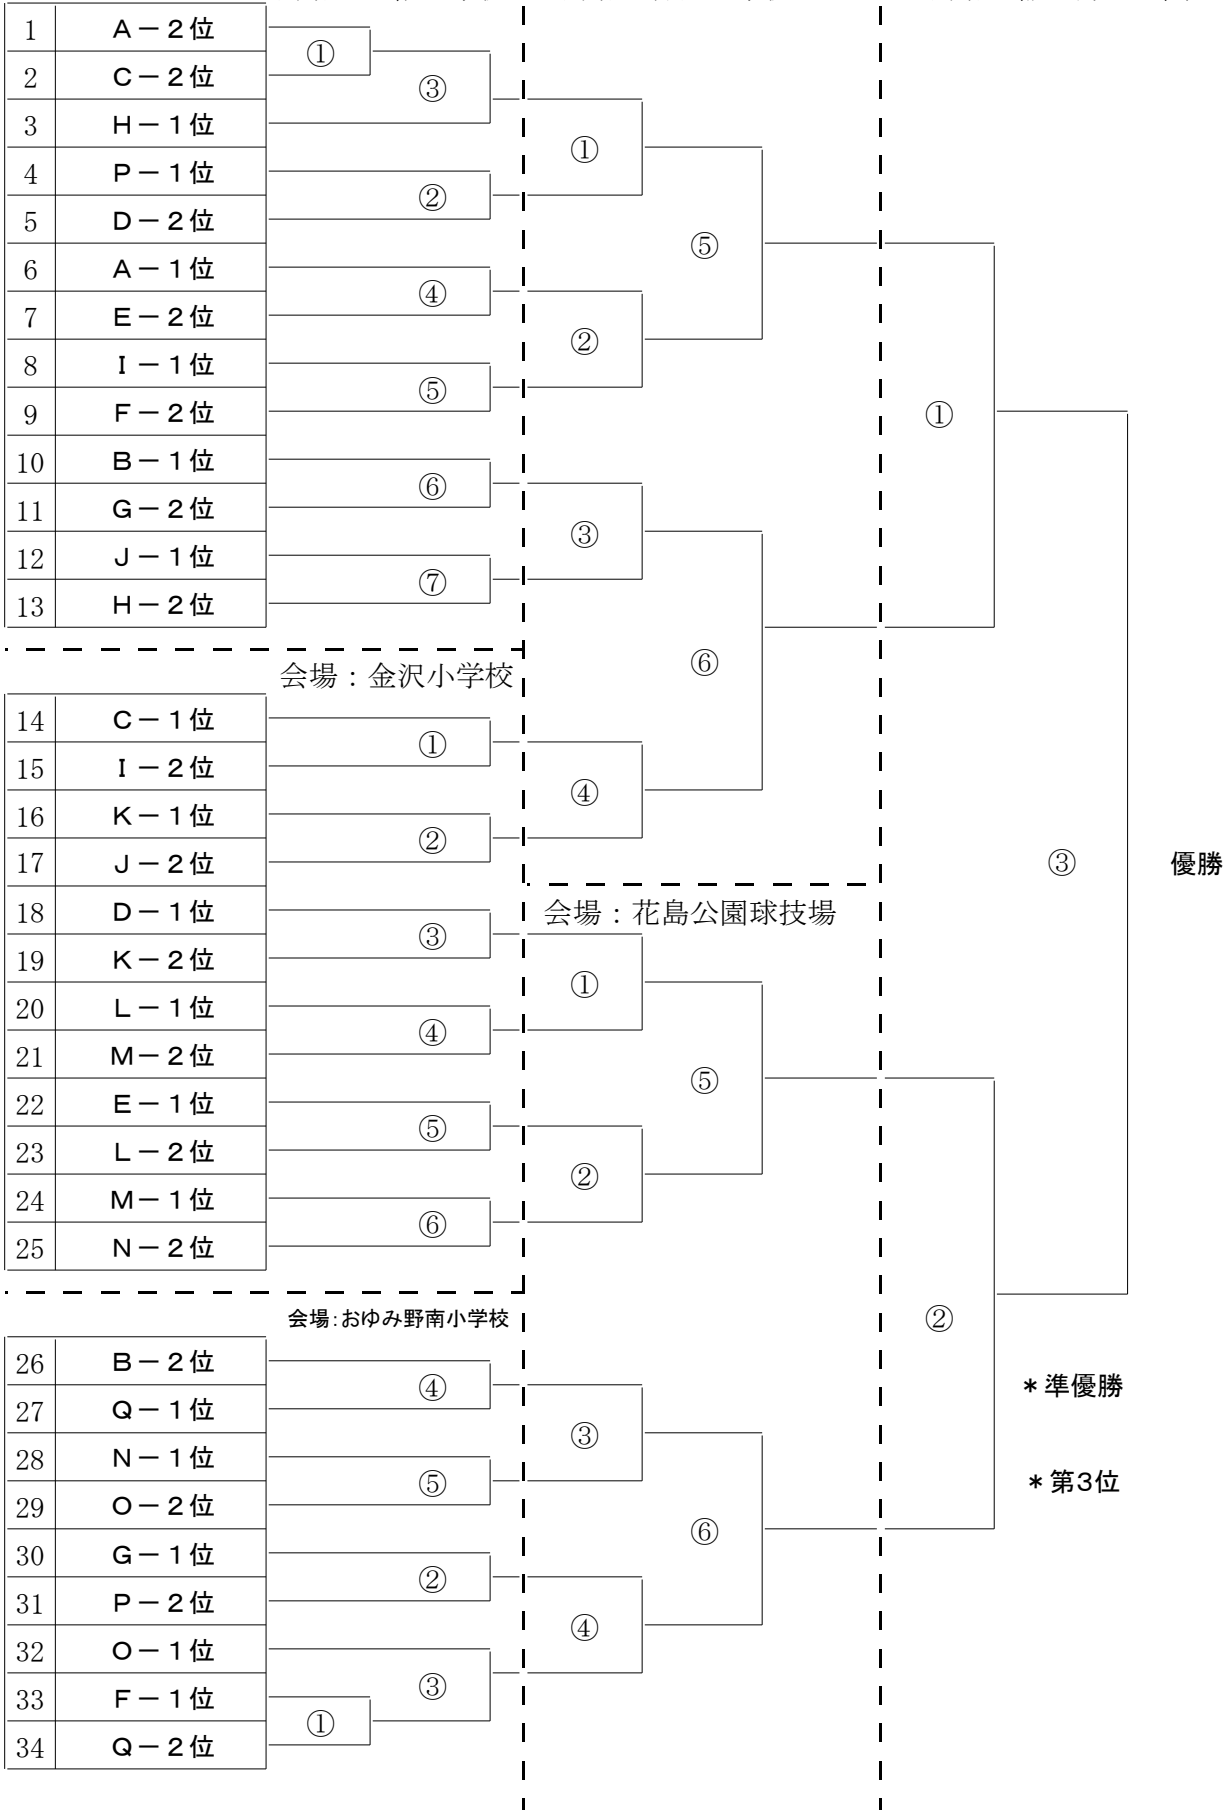 1 A－2位
①
2 C－2位
③
3 H－1位
①
4 P－1位
②
5 D－2位
⑤
6 A－1位
④
7 E－2位
②
8 I－1位
⑤
9 F－2位
①
10 B－1位
⑥
11 G－2位
③
12 J－1位
⑦
13 H－2位
⑥
会場：金沢小学校
14 C－1位
①
15 I－2位
④
16 K－1位
②
17 J－2位
③ 優勝
18 D－1位
会場：花島公園球技場
③
19 K－2位
①
20 L－1位
④
21 M－2位
⑤
22 E－1位
⑤
23 L－2位
②
24 M－1位
⑥
25 N－2位
会場：おゆみ野南小学校
②
26 B－2位
④
＊準優勝
27 Q－1位
③
28 N－1位
⑤
＊第3位
29 O－2位
⑥
30 G－1位
②
31 P－2位
④
32 O－1位
③
33 F－1位
①
34 Q－2位